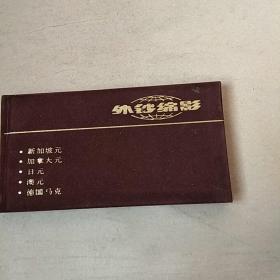 外钞缩影
• 新加坡元
• 加拿大元
• 日元
• 澳元
• 德国马克